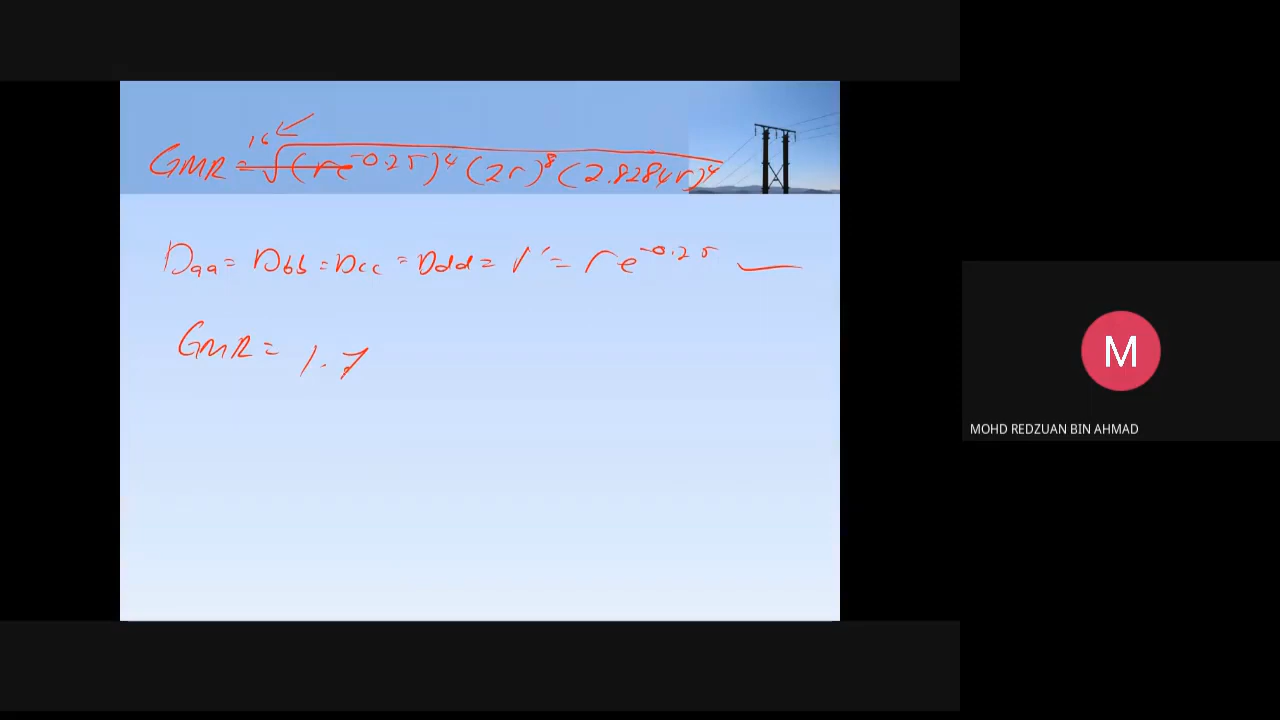 GMR = ¹⁶√(re^-0.25)^4 (2r)^8 (2.8284r)^4
Daa = Dbb = Dcc = Ddd = r' = re^-0.25
GMR = 1.7
M
MOHD REDZUAN BIN AHMAD